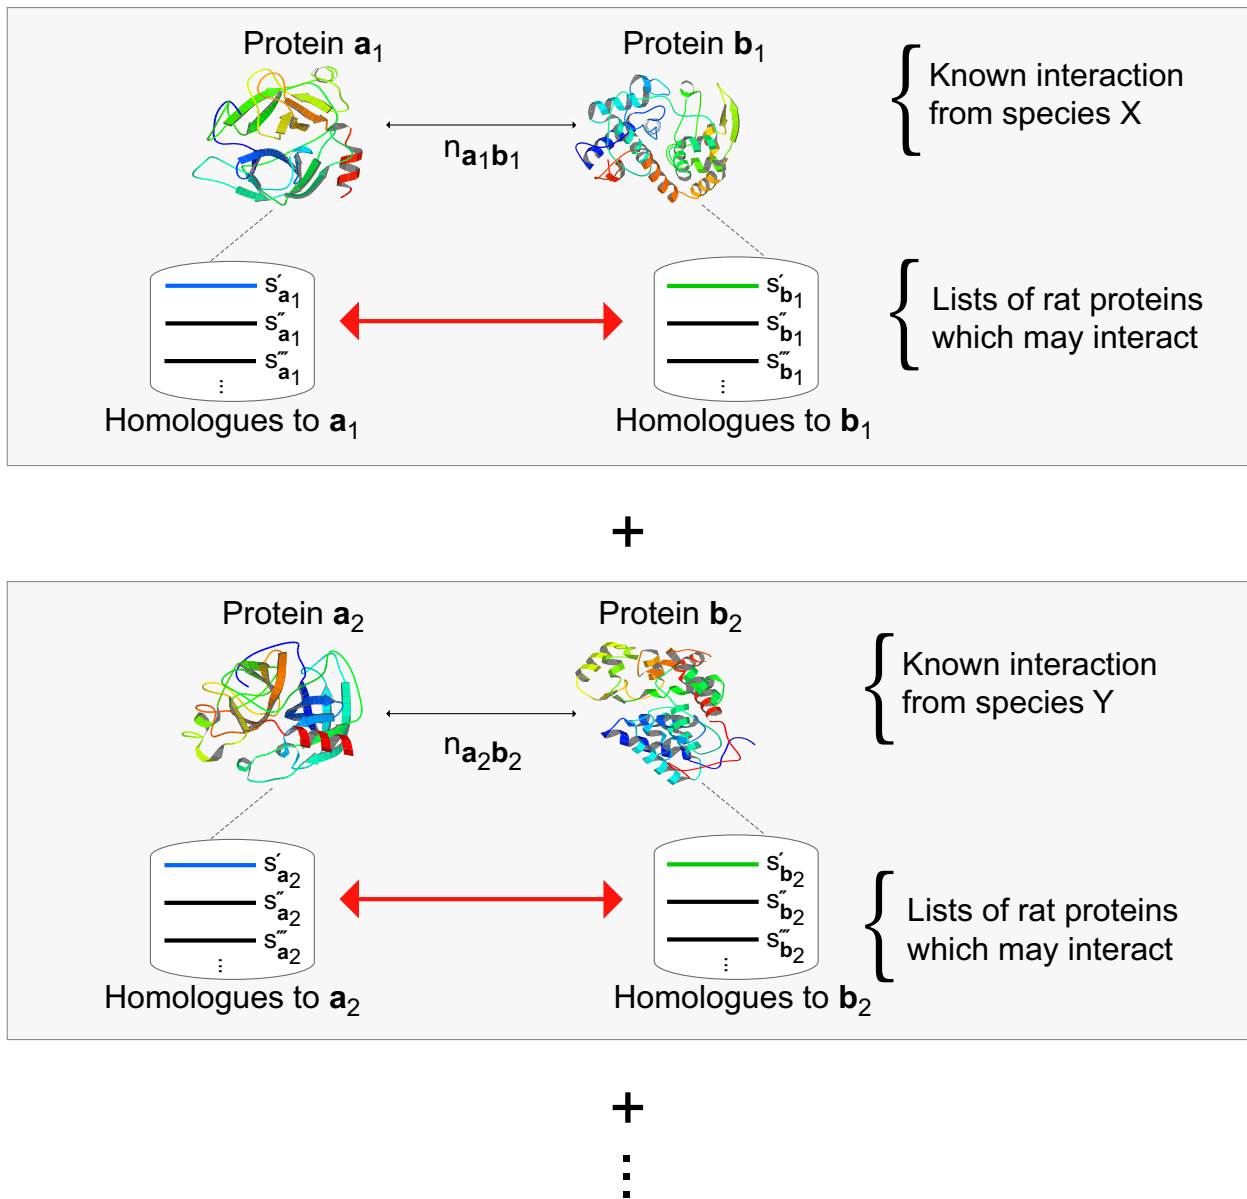 Protein a₁
Protein b₁
Known interaction
from species X
nₐ₁b₁
s′ₐ₁
s″ₐ₁
s‴ₐ₁
...
s′b₁
s″b₁
s‴b₁
...
Lists of rat proteins
which may interact
Homologues to a₁
Homologues to b₁
+
Protein a₂
Protein b₂
Known interaction
from species Y
nₐ₂b₂
s′ₐ₂
s″ₐ₂
s‴ₐ₂
...
s′b₂
s″b₂
s‴b₂
...
Lists of rat proteins
which may interact
Homologues to a₂
Homologues to b₂
+
...